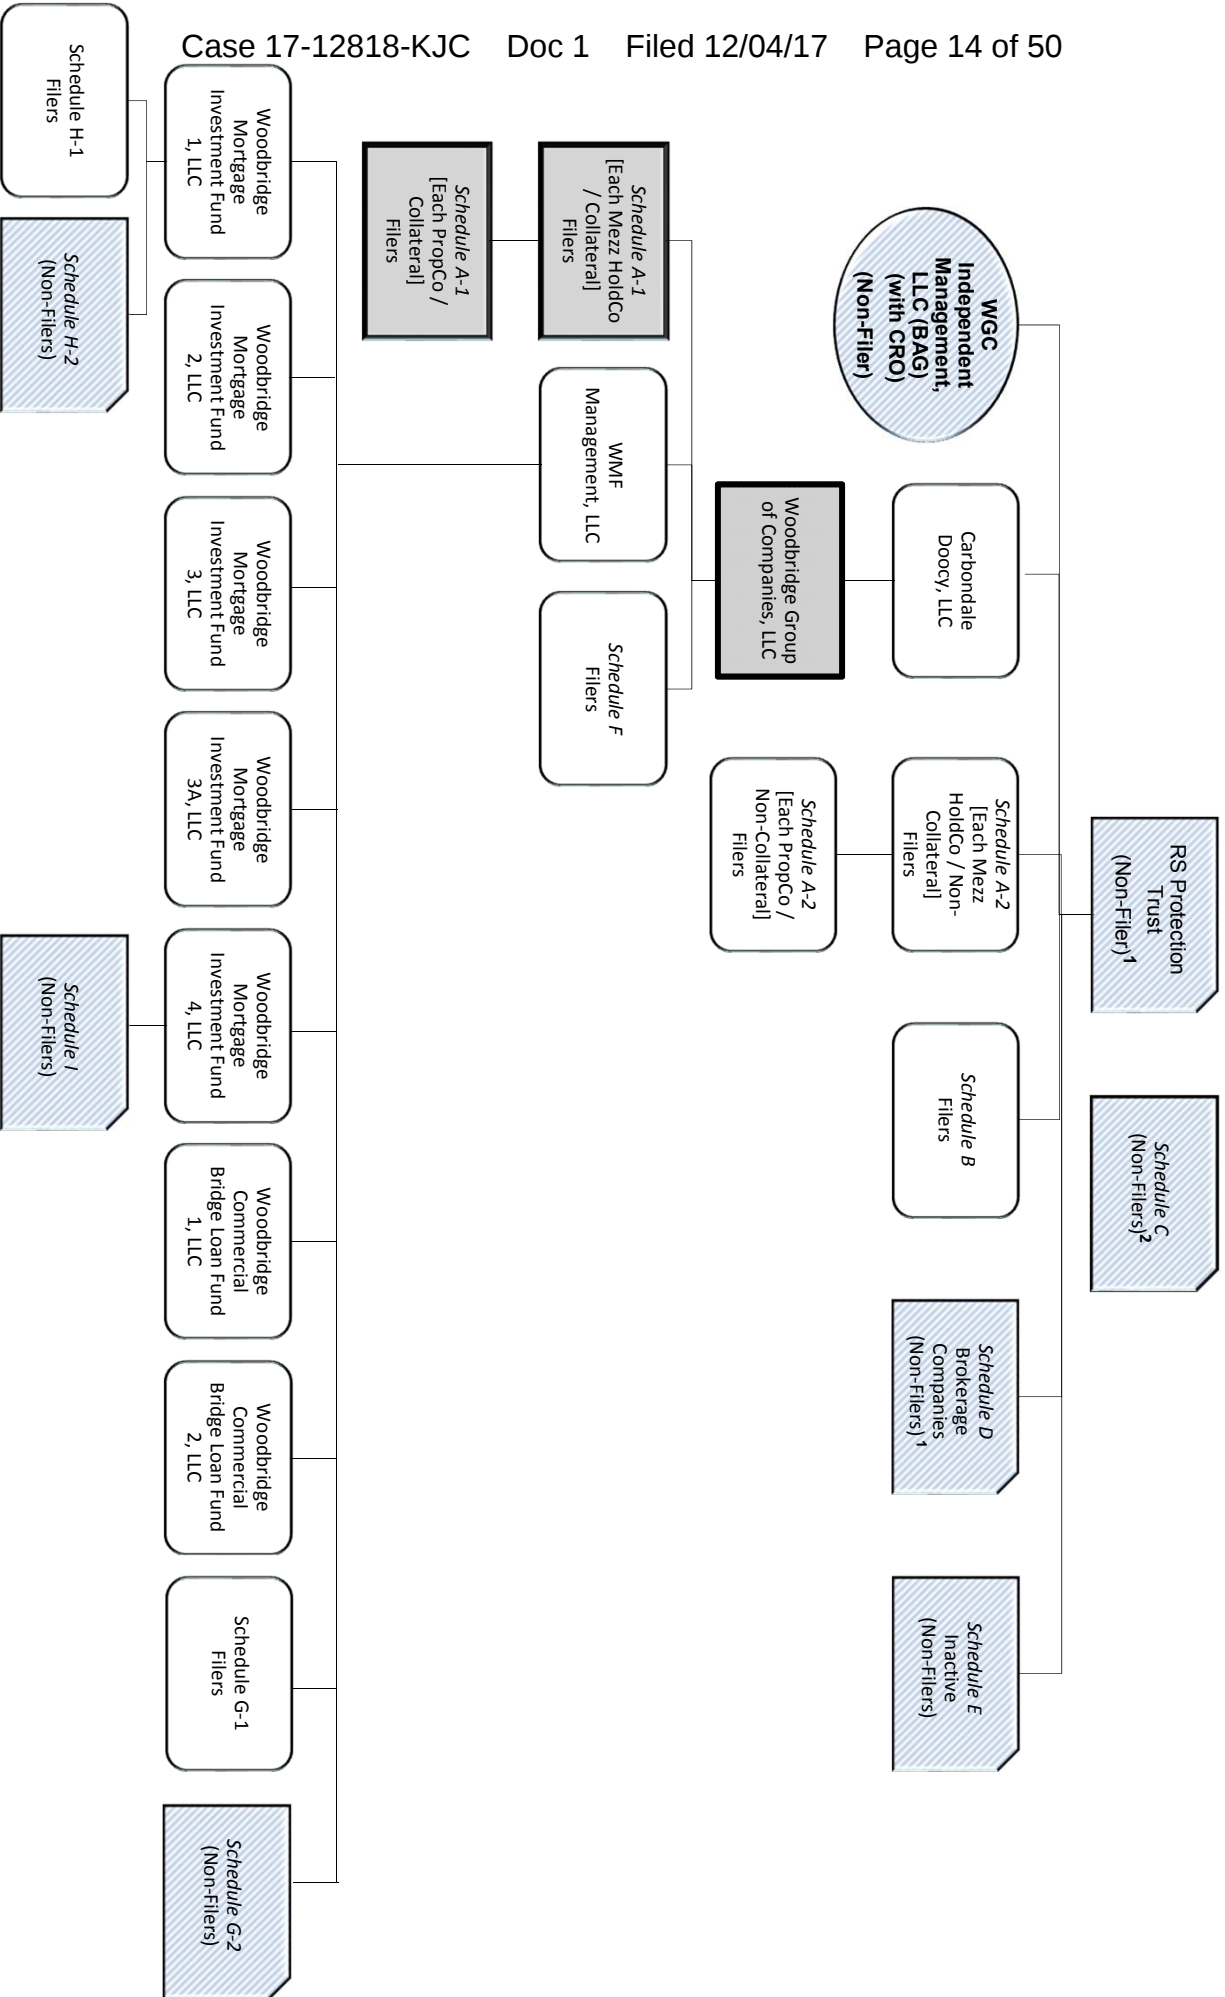 Case 17-12818-KJC Doc 1 Filed 12/04/17 Page 14 of 50
RS Protection
Trust
(Non-Filer)¹
Schedule C
(Non-Filers)²
WGC
Independent
Management,
LLC (BAG)
(with CRO)
(Non-Filer)
Carbondale
Doocy, LLC
Schedule A-2
[Each Mezz
HoldCo / Non-
Collateral]
Filers
Schedule B
Filers
Schedule D
Brokerage
Companies
(Non-Filers) ¹
Schedule E
Inactive
(Non-Filers)
Woodbridge Group
of Companies, LLC
Schedule A-2
[Each PropCo /
Non-Collateral]
Filers
Schedule A-1
[Each Mezz HoldCo
/ Collateral]
Filers
WMF
Management, LLC
Schedule F
Filers
Schedule A-1
[Each PropCo /
Collateral]
Filers
Woodbridge
Mortgage
Investment Fund
1, LLC
Woodbridge
Mortgage
Investment Fund
2, LLC
Woodbridge
Mortgage
Investment Fund
3, LLC
Woodbridge
Mortgage
Investment Fund
3A, LLC
Woodbridge
Mortgage
Investment Fund
4, LLC
Woodbridge
Commercial
Bridge Loan Fund
1, LLC
Woodbridge
Commercial
Bridge Loan Fund
2, LLC
Schedule G-1
Filers
Schedule G-2
(Non-Filers)
Schedule H-1
Filers
Schedule H-2
(Non-Filers)
Schedule I
(Non-Filers)